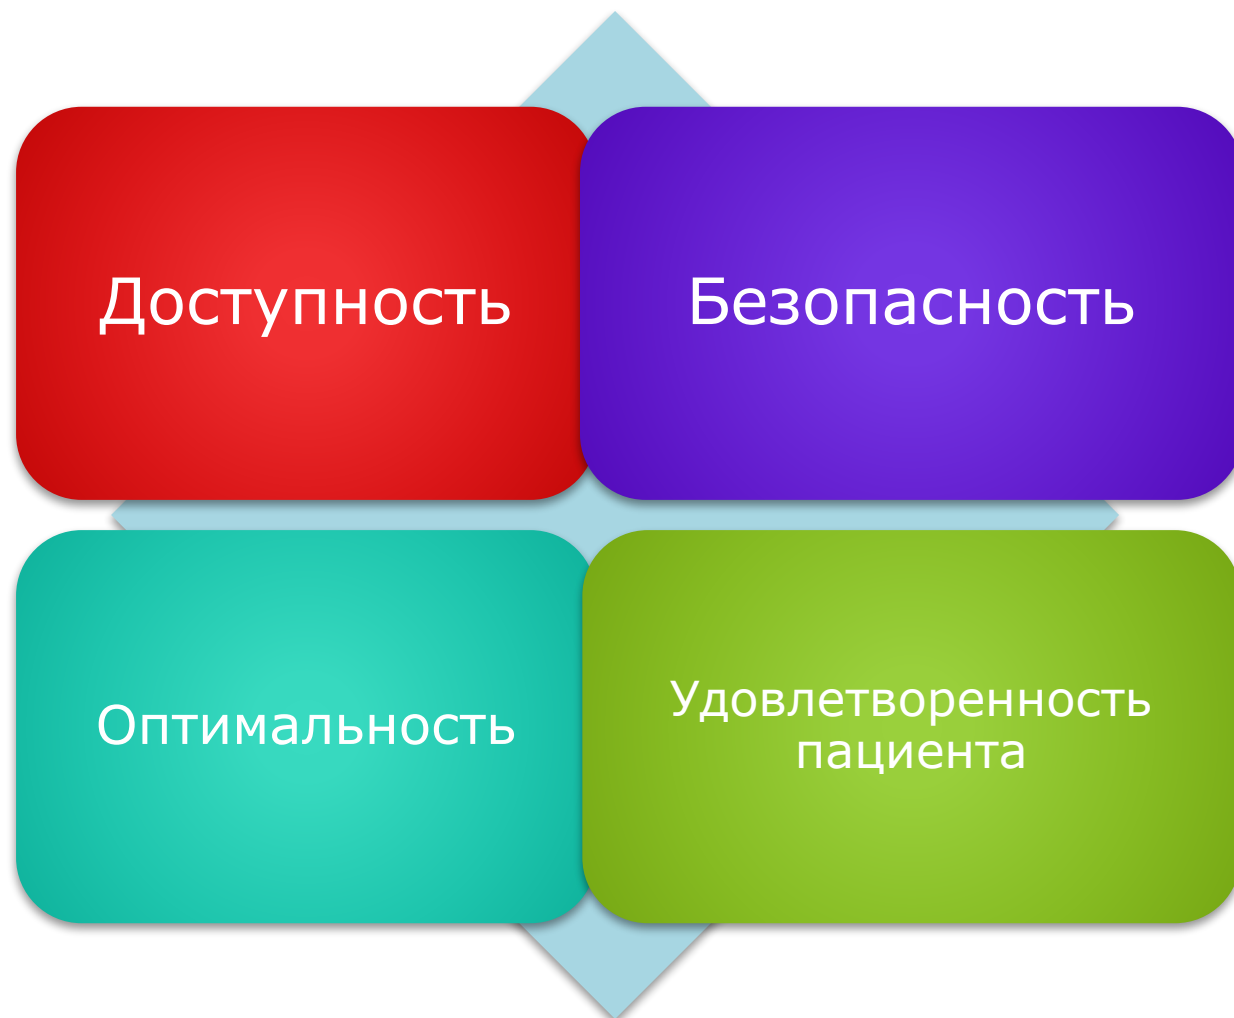 Доступность
Безопасность
Оптимальность
Удовлетворенность
пациента